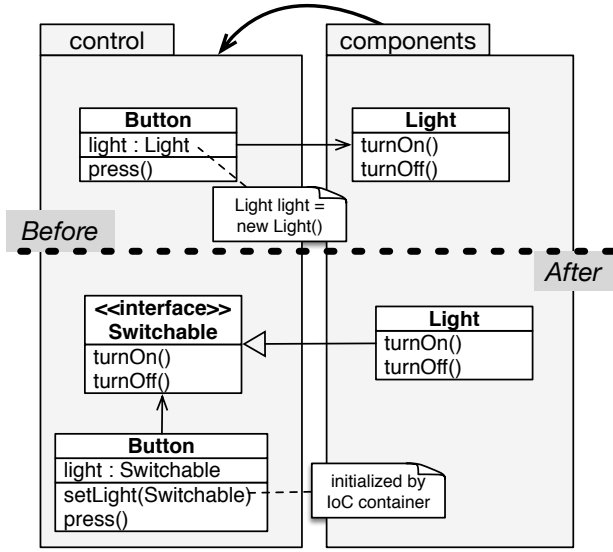 control
components
Button
light : Light
press()
Light
turnOn()
turnOff()
Light light =
new Light()
Before
After
<<interface>>
Switchable
turnOn()
turnOff()
Light
turnOn()
turnOff()
Button
light : Switchable
setLight(Switchable)
press()
initialized by
IoC container